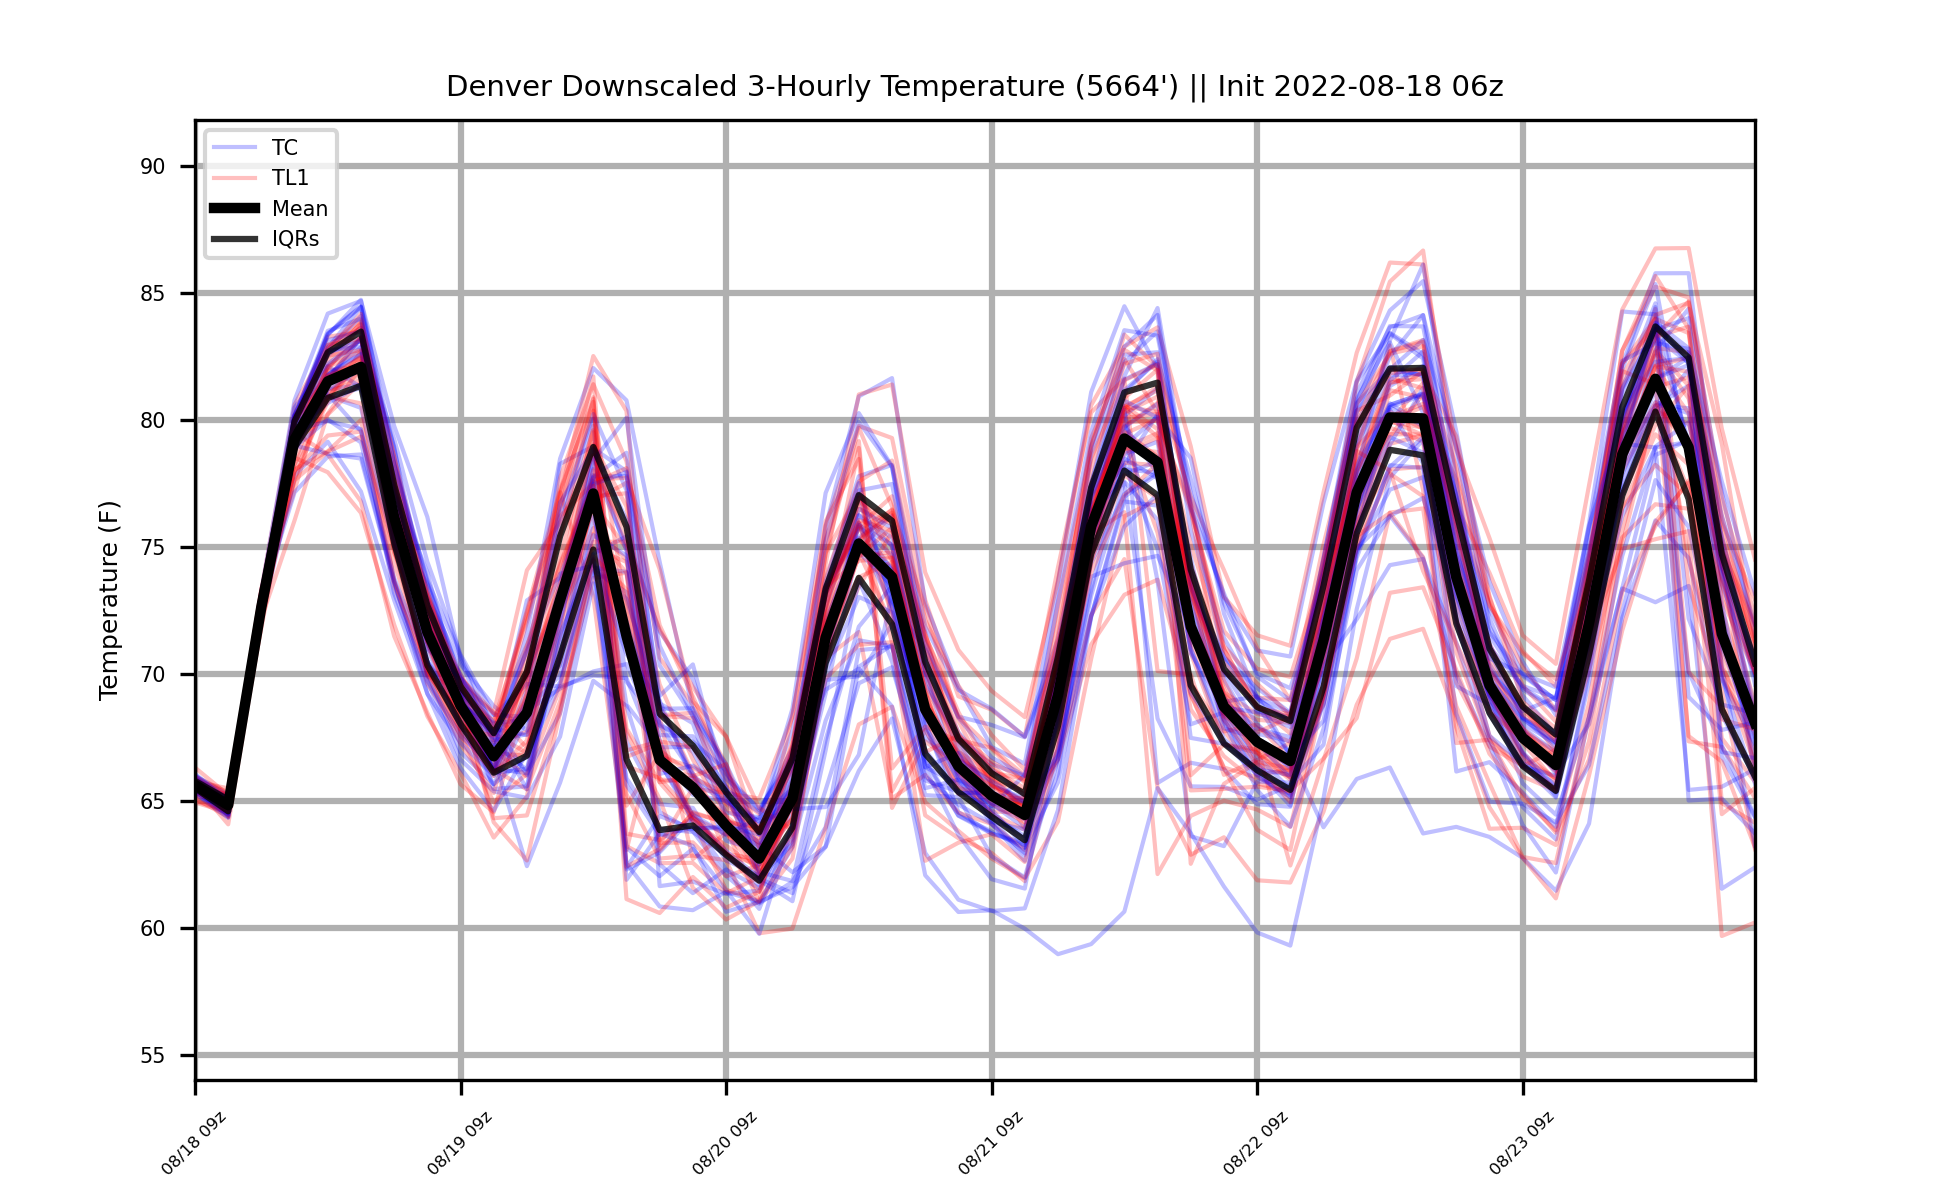 Denver Downscaled 3-Hourly Temperature (5664') || Init 2022-08-18 06z
TC
TL1
Mean
IQRs
Temperature (F)
90
85
80
75
70
65
60
55
08/18 09z
08/19 09z
08/20 09z
08/21 09z
08/22 09z
08/23 09z